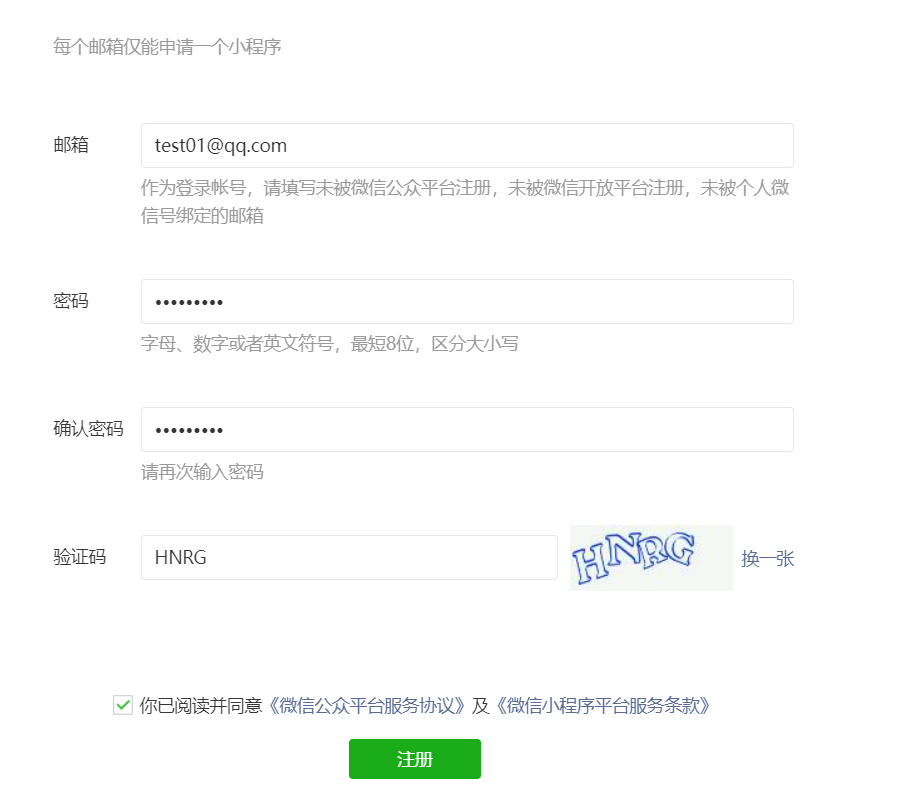 每个邮箱仅能申请一个小程序
邮箱
test01@qq.com
作为登录帐号，请填写未被微信公众平台注册，未被微信开放平台注册，未被个人微
信号绑定的邮箱
密码
•••••••••
字母、数字或者英文符号，最短8位，区分大小写
确认密码
•••••••••
请再次输入密码
验证码
HNRG
HNRG
换一张
你已阅读并同意《微信公众平台服务协议》及《微信小程序平台服务条款》
注册